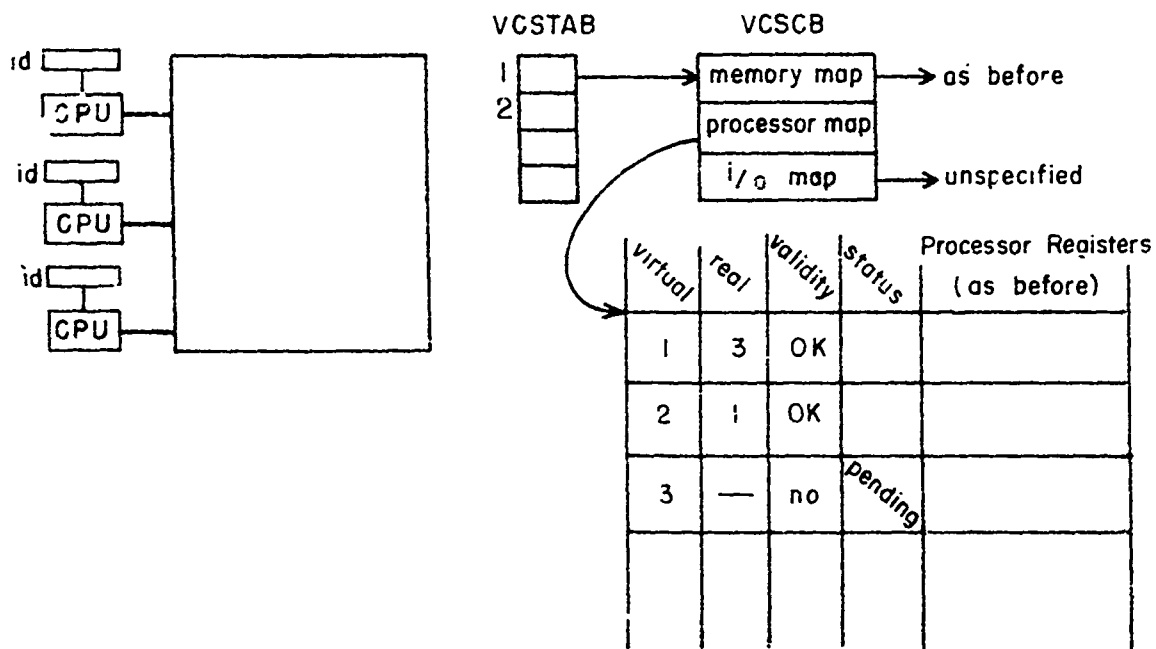 id
CPU
id
CPU
id
CPU
VCSTAB
1
2
VCSCB
memory map
as before
processor map
i/o map
unspecified
virtual real validity status Processor Registers
(as before)
1 3 OK
2 1 OK
3 — no pending